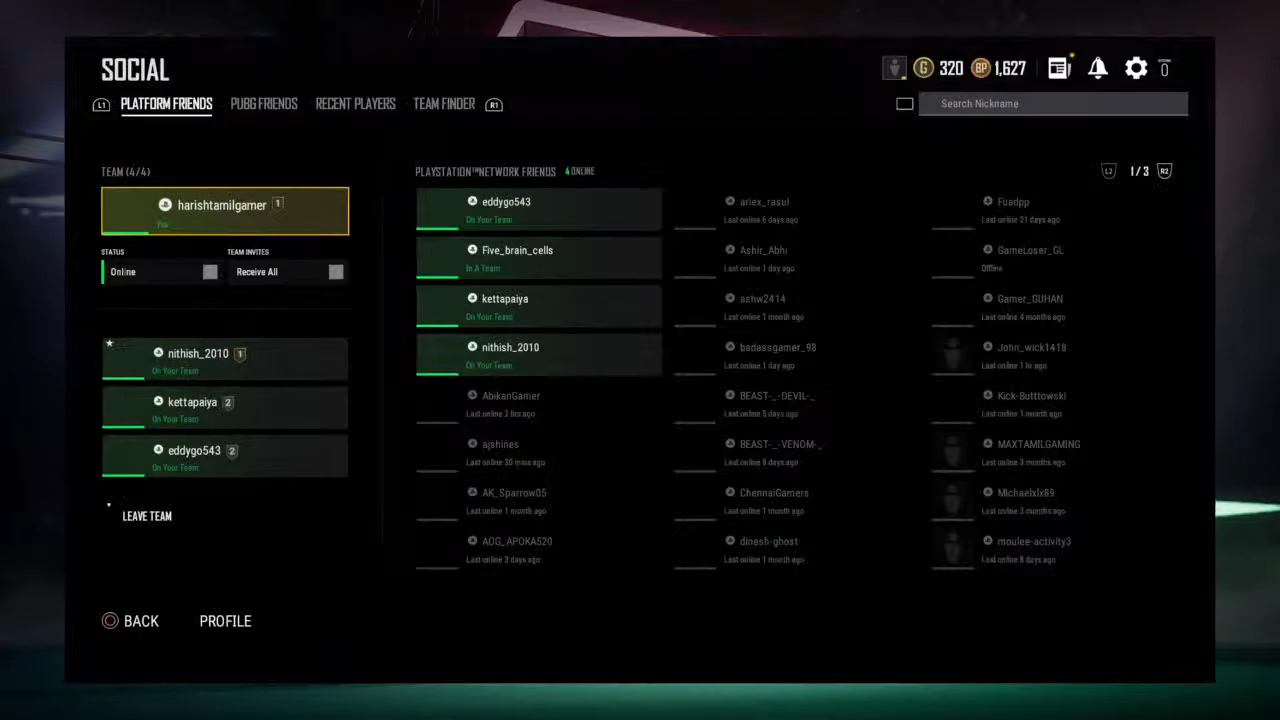 SOCIAL
G 320 BP 1,627 0
L1 PLATFORM FRIENDS PUBG FRIENDS RECENT PLAYERS TEAM FINDER R1
Search Nickname
TEAM (4/4)
harishtamilgamer 1
You
STATUS TEAM INVITES
Online Receive All
nithish_2010 1
On Your Team
kettapaiya 2
On Your Team
eddygo543 2
On Your Team
LEAVE TEAM
PLAYSTATION™NETWORK FRIENDS 4 ONLINE
L2 1/3 R2
eddygo543
On Your Team
Five_brain_cells
In A Team
kettapaiya
On Your Team
nithish_2010
On Your Team
AbikanGamer
Last online 2 hrs ago
ajshines
Last online 30 mins ago
AK_Sparrow05
Last online 1 month ago
AOG_APOKA520
Last online 3 days ago
ariex_rasul
Last online 6 days ago
Ashir_Abhi
Last online 1 day ago
ashw2414
Last online 1 month ago
badassgamer_98
Last online 1 day ago
BEAST-_-DEVIL-_-
Last online 5 days ago
BEAST-_-VENOM-_
Last online 9 days ago
ChennaiGamers
Last online 1 month ago
dinesh-ghost
Last online 1 month ago
Fuadpp
Last online 21 days ago
GameLoser_GL
Offline
Gamer_GUHAN
Last online 4 months ago
John_wick1418
Last online 1 hr ago
Kick-Butttowski
Last online 1 month ago
MAXTAMILGAMING
Last online 3 months ago
Michaelxlx89
Last online 3 months ago
moulee-activity3
Last online 8 days ago
BACK PROFILE